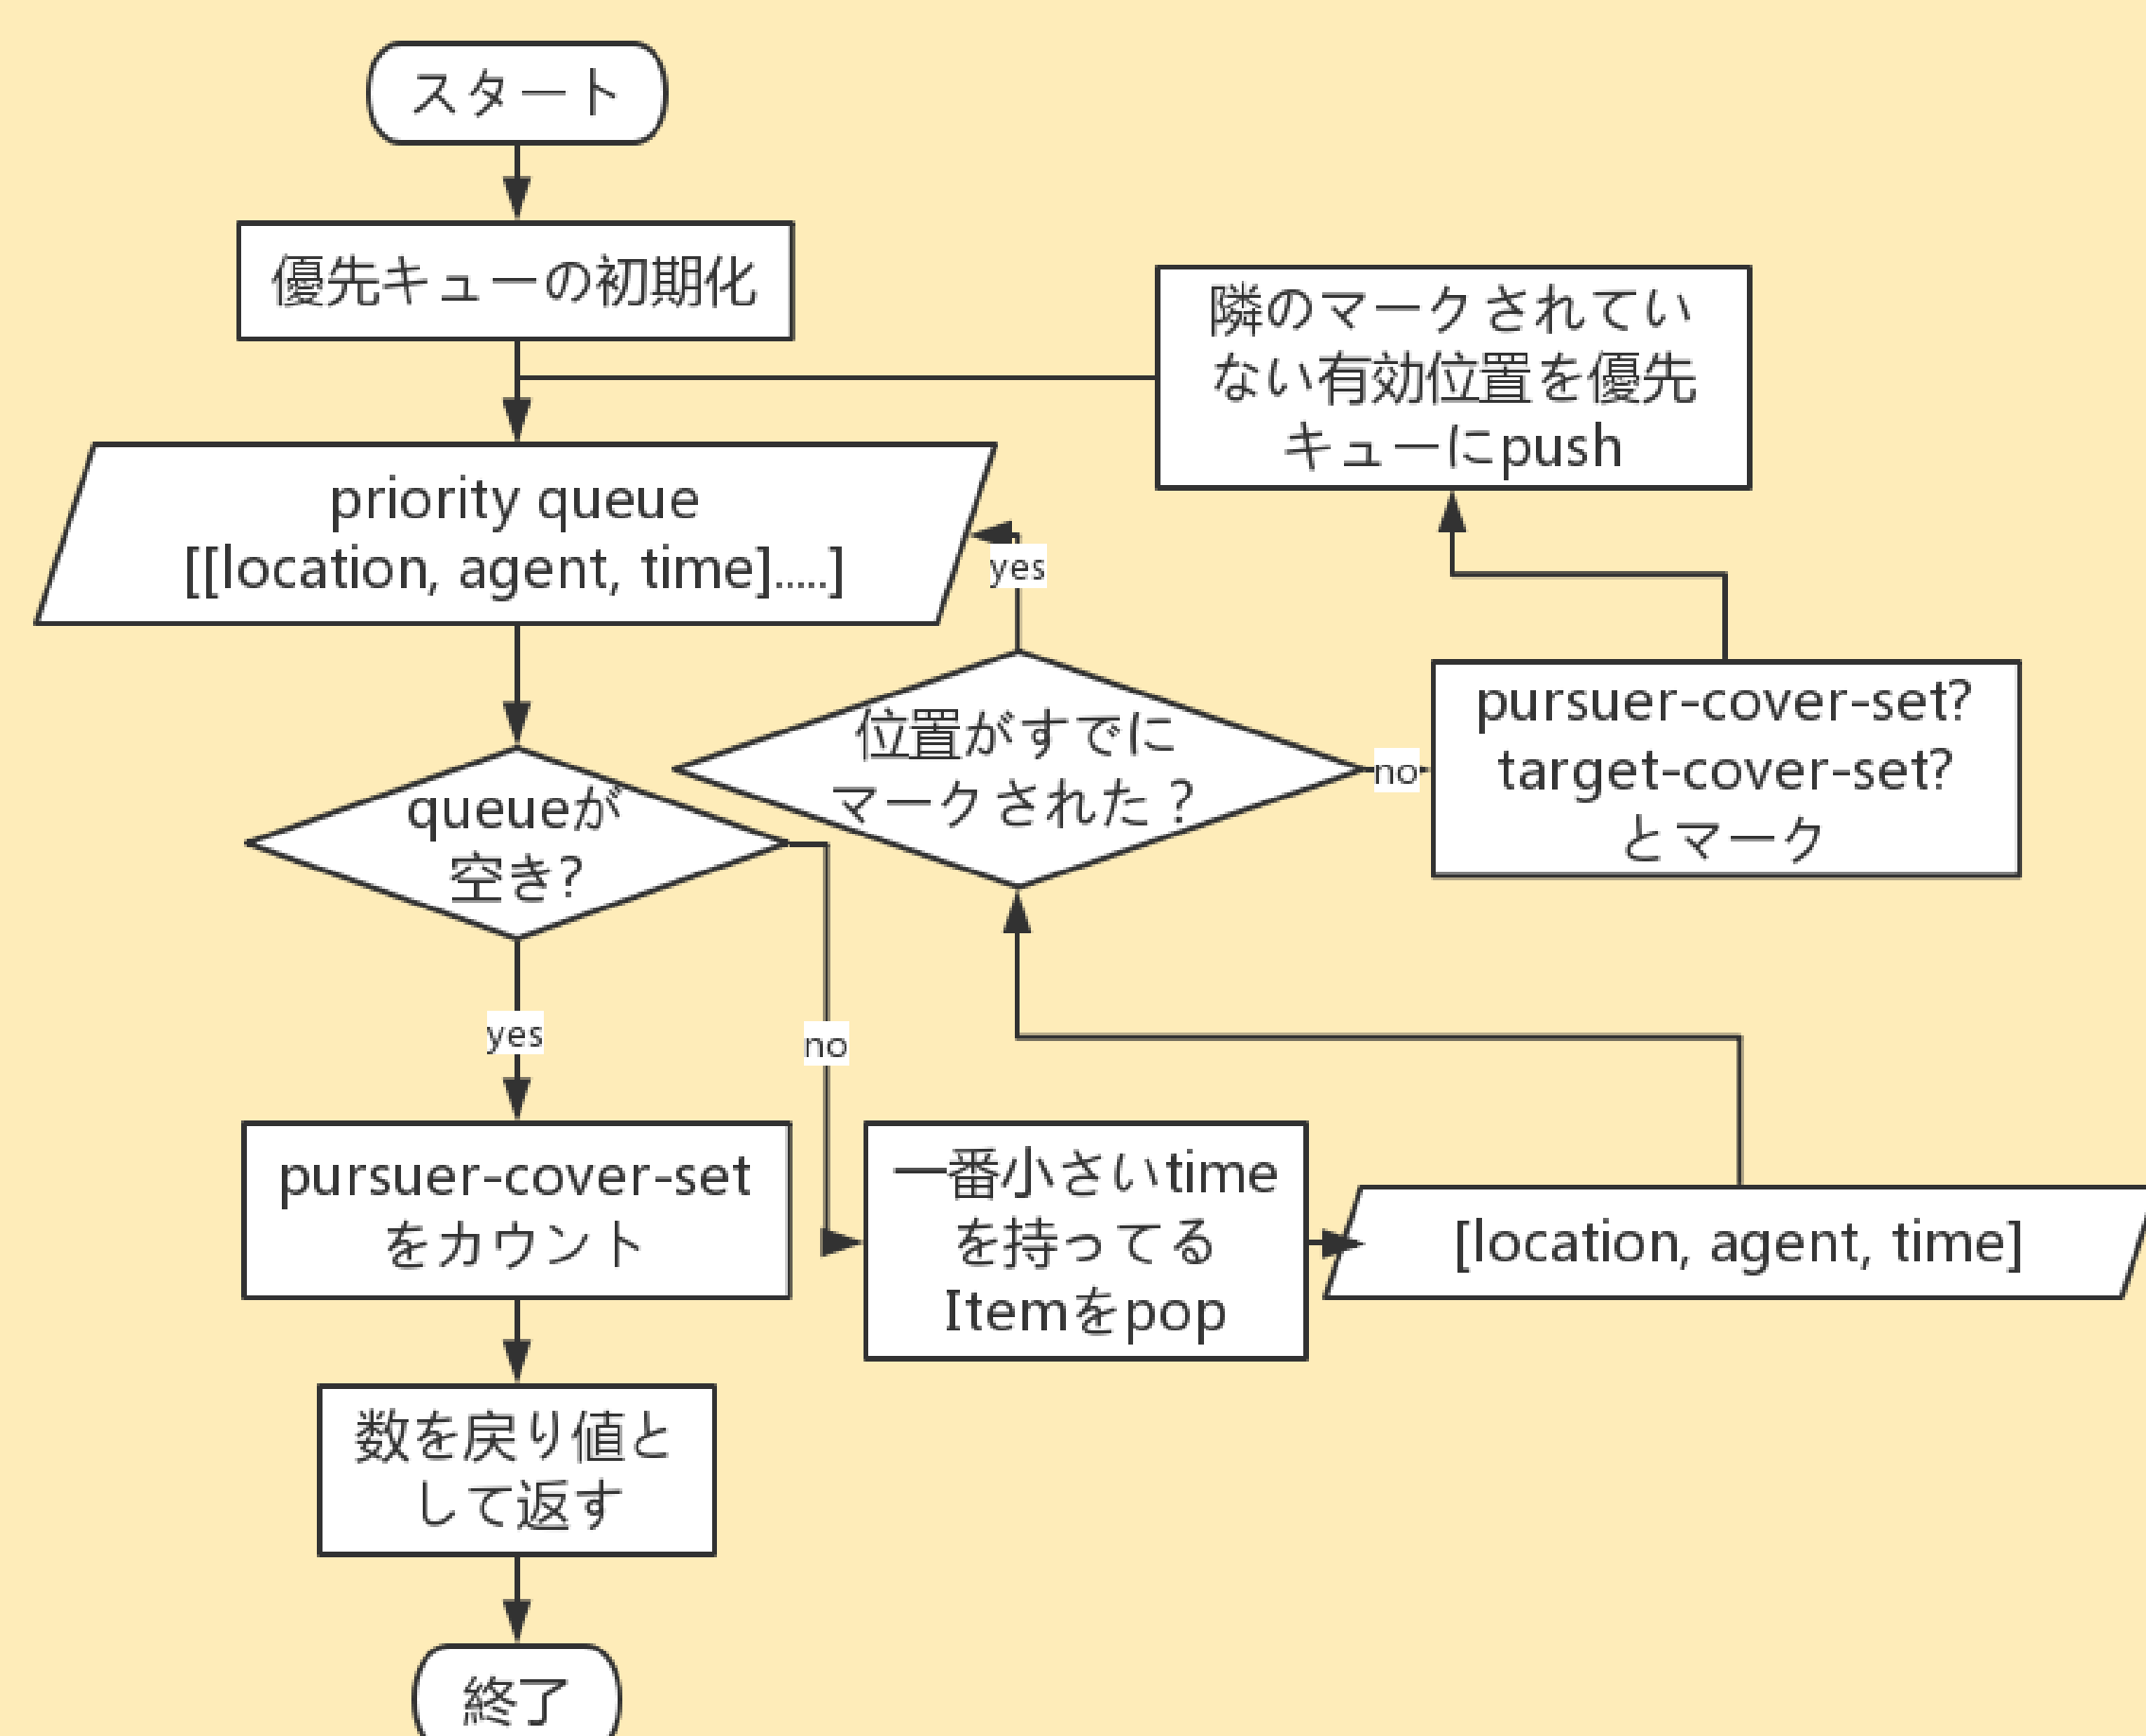 スタート
優先キューの初期化
隣のマークされてい
ない有効位置を優先
キューにpush
priority queue
[[location, agent, time].....]
yes
位置がすでに
マークされた？
no
pursuer-cover-set?
target-cover-set?
とマーク
queueが
空き?
yes
no
pursuer-cover-set
をカウント
一番小さいtime
を持ってる
Itemをpop
[location, agent, time]
数を戻り値と
して返す
終了